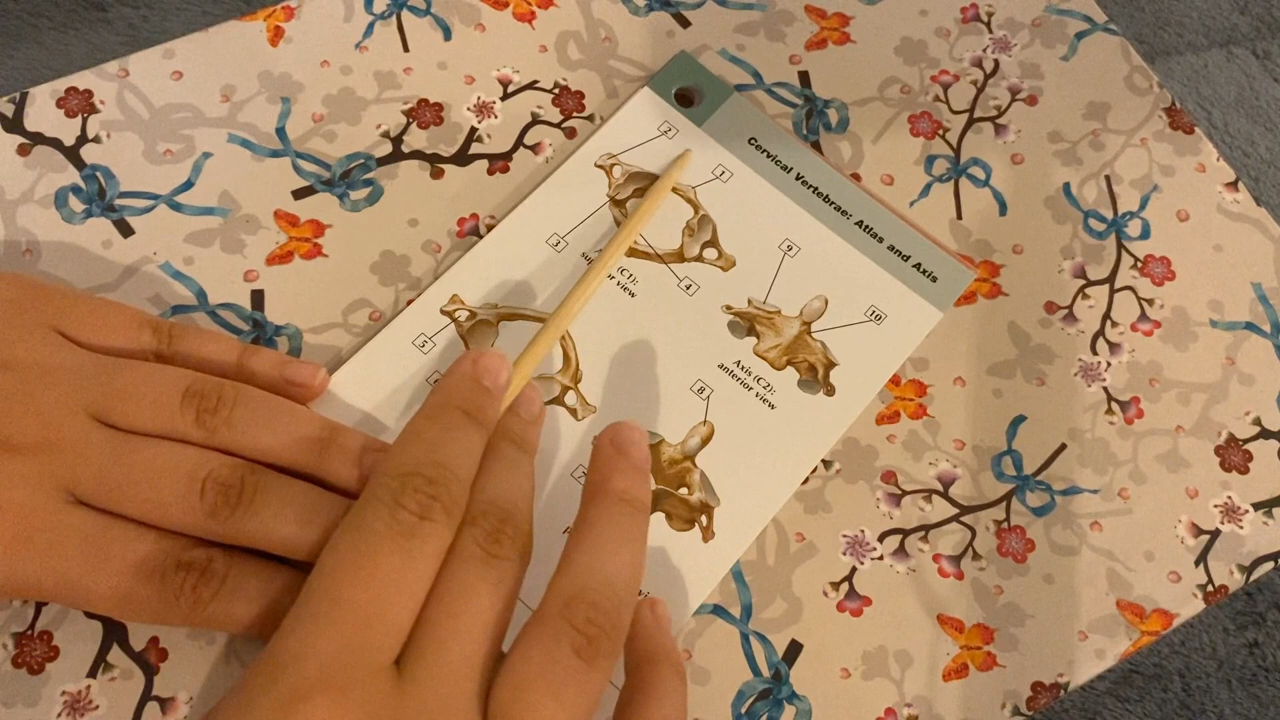 Cervical Vertebrae: Atlas and Axis
2
1
3
4
(C1):
view
9
10
5
Axis (C2):
anterior view
8
7